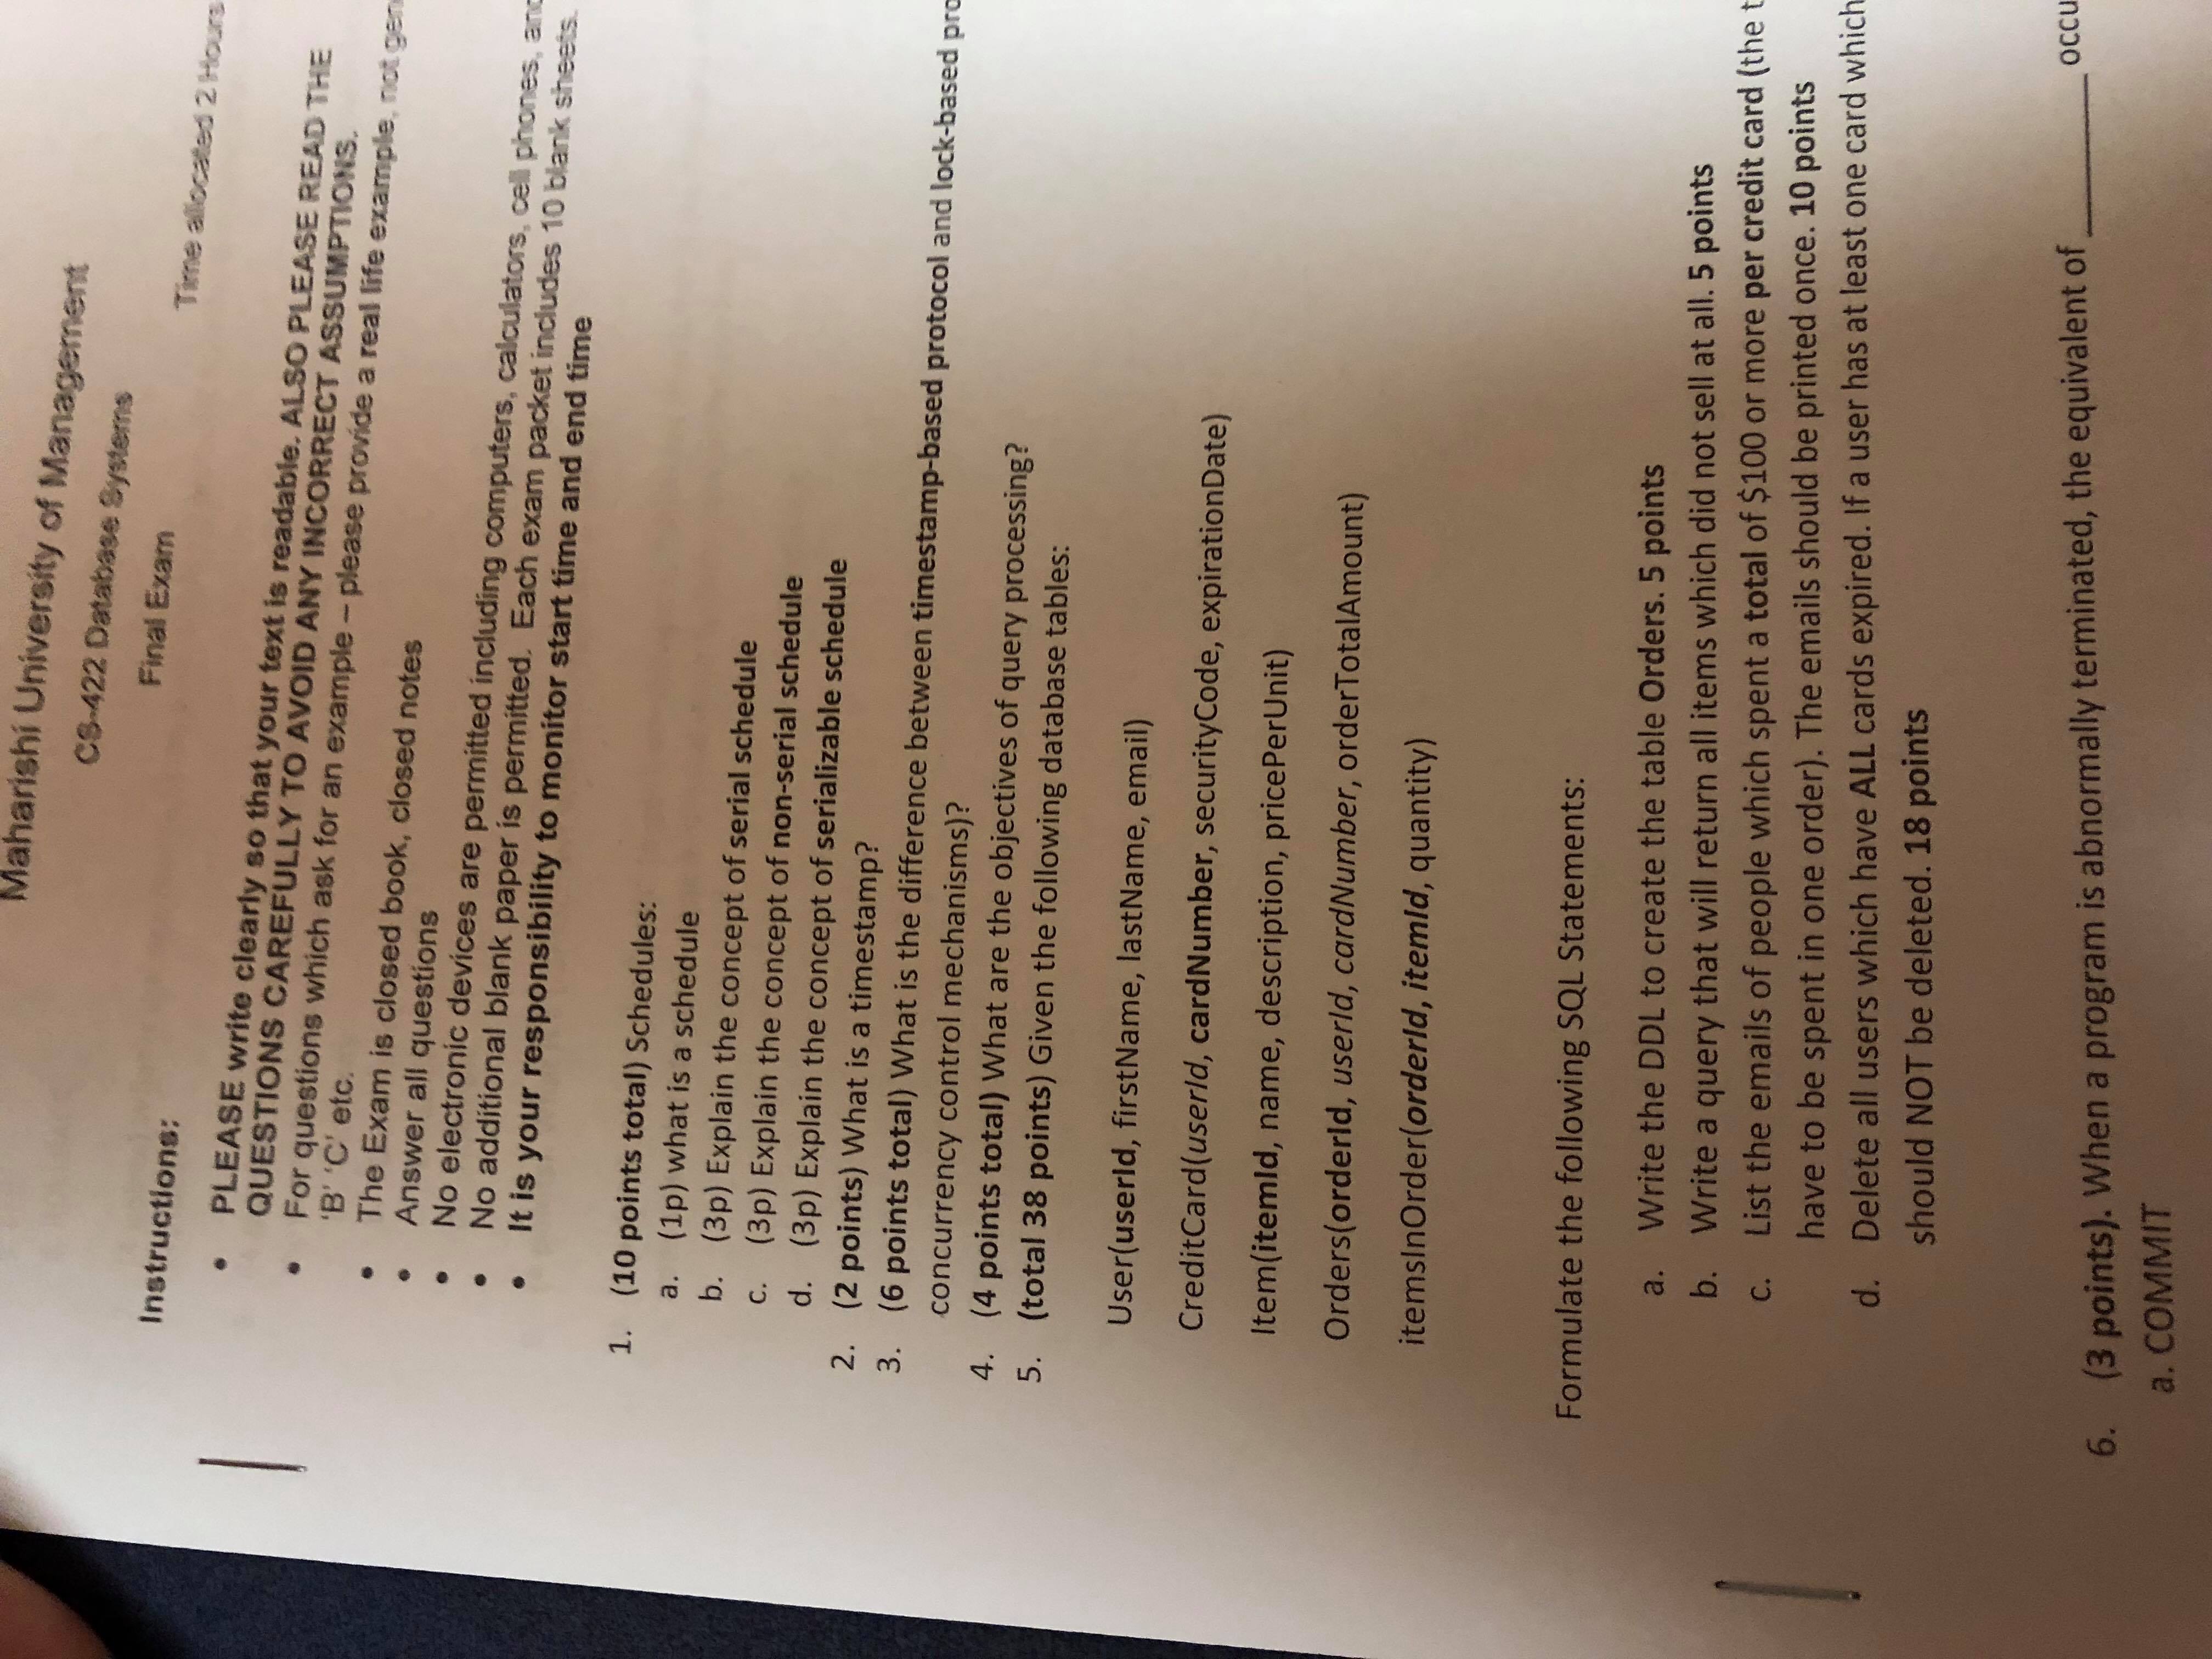 Maharishi University of Management
CS-422 Database Systems
Final Exam
Time allocated 2 Hours
Instructions:
• PLEASE write clearly so that your text is readable. ALSO PLEASE READ THE
QUESTIONS CAREFULLY TO AVOID ANY INCORRECT ASSUMPTIONS.
• For questions which ask for an example – please provide a real life example, not
'B' 'C' etc.
• The Exam is closed book, closed notes
• Answer all questions
• No electronic devices are permitted including computers, calculators, cell phones,
• No additional blank paper is permitted. Each exam packet includes 10 blank sheets.
• It is your responsibility to monitor start time and end time
1. (10 points total) Schedules:
a. (1p) what is a schedule
b. (3p) Explain the concept of serial schedule
c. (3p) Explain the concept of non-serial schedule
d. (3p) Explain the concept of serializable schedule
2. (2 points) What is a timestamp?
3. (6 points total) What is the difference between timestamp-based protocol and lock-based
concurrency control mechanisms)?
4. (4 points total) What are the objectives of query processing?
5. (total 38 points) Given the following database tables:
User(userId, firstName, lastName, email)
CreditCard(userId, cardNumber, securityCode, expirationDate)
Item(itemId, name, description, pricePerUnit)
Orders(orderId, userId, cardNumber, orderTotalAmount)
itemsInOrder(orderId, itemId, quantity)
Formulate the following SQL Statements:
a. Write the DDL to create the table Orders. 5 points
b. Write a query that will return all items which did not sell at all. 5 points
c. List the emails of people which spent a total of $100 or more per credit card (the
have to be spent in one order). The emails should be printed once. 10 points
d. Delete all users which have ALL cards expired. If a user has at least one card which
should NOT be deleted. 18 points
6. (3 points). When a program is abnormally terminated, the equivalent of ________
a. COMMIT